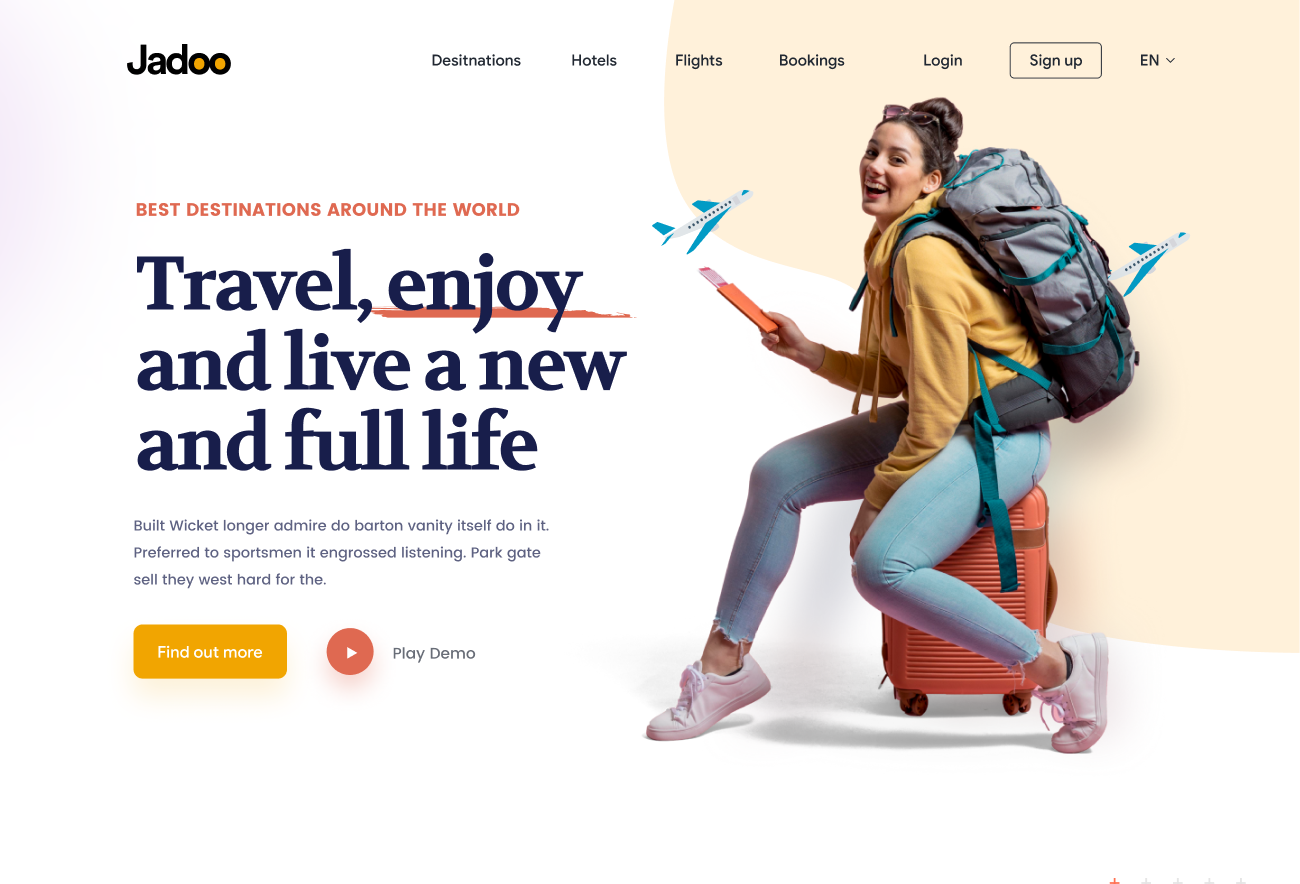 Jadoo
Desitnations Hotels Flights Bookings Login Sign up EN
BEST DESTINATIONS AROUND THE WORLD
Travel, enjoy
and live a new
and full life
Built Wicket longer admire do barton vanity itself do in it.
Preferred to sportsmen it engrossed listening. Park gate
sell they west hard for the.
Find out more
Play Demo